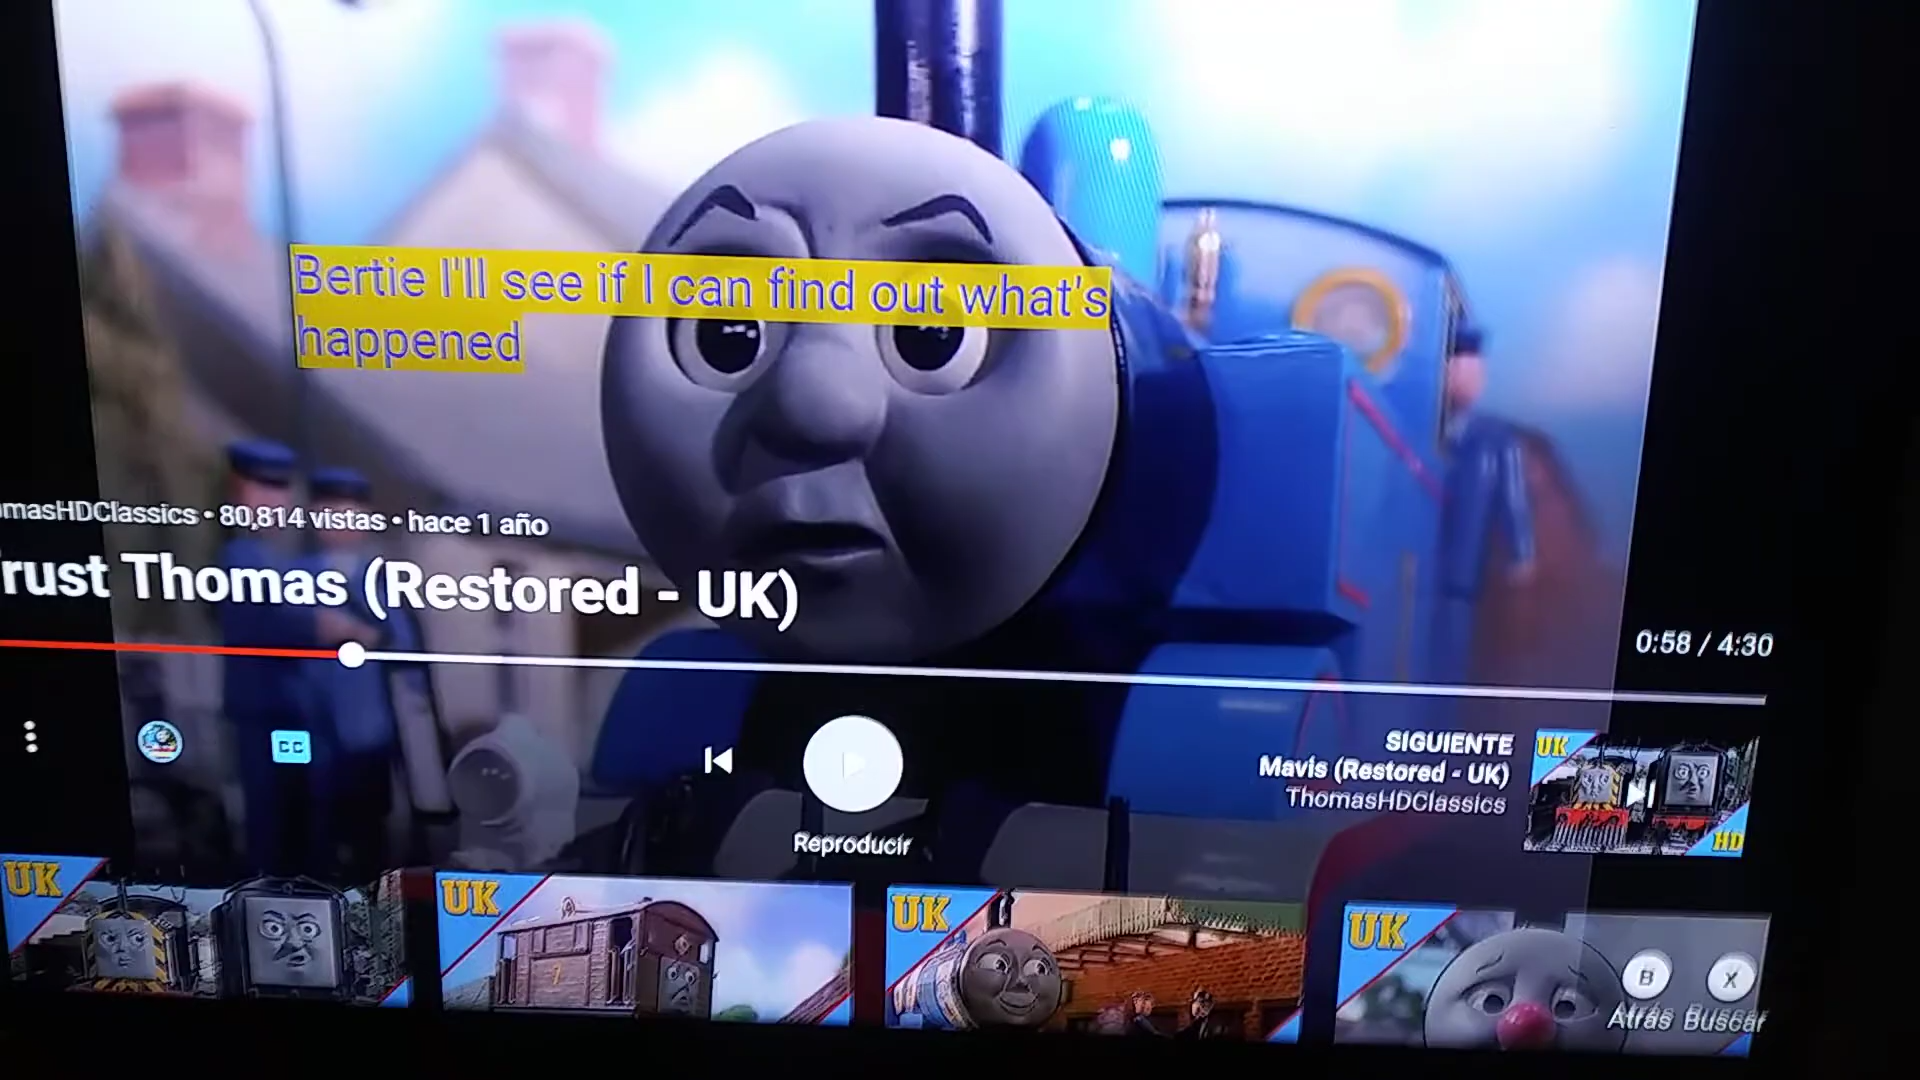 Bertie I'll see if I can find out what's
happened
omasHDClassics • 80,814 vistas • hace 1 año
rust Thomas (Restored - UK)
0:58 / 4:30
CC
SIGUIENTE
Mavis (Restored - UK)
ThomasHDClassics
UK
HD
Reproducir
UK
UK
7
UK
UK
B
X
Atrás
Buscar